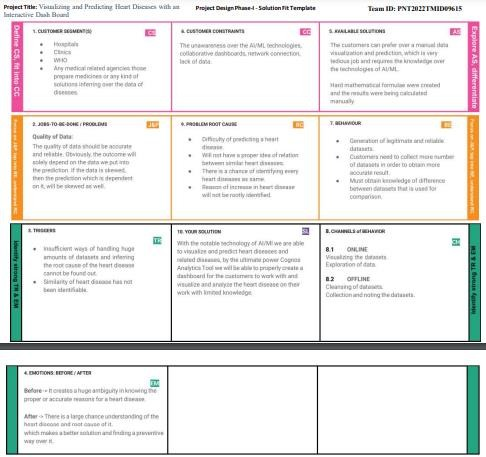 Project Title: Visualizing and Predicting Heart Diseases with an
Interactive Dash Board
Project Design Phase-I - Solution Fit Template
Team ID: PNT2022TMID09615
Define CS, fit into CC
1. CUSTOMER SEGMENT(S)
CS
• Hospitals
• Clinics
• WHO
• Any medical related agencies those
prepare medicines or any kind of
solutions inferring over the data of
diseases.
6. CUSTOMER CONSTRAINTS
CC
The unawareness over the AI/ML technologies,
collaborative dashboards, network connection,
lack of data.
5. AVAILABLE SOLUTIONS
AS
The customers can prefer over a manual data
visualization and prediction, which is very
tedious job and requires the knowledge over
the technologies of AI/ML.
Hard mathematical formulae were created
and the results were being calculated
manually.
Explore AS, differentiate
Focus on J&P, tap into BE, understand RC
2. JOBS-TO-BE-DONE / PROBLEMS
J&P
Quality of Data:
The quality of data should be accurate
and reliable. Obviously, the outcome will
solely depend on the data we put into
the prediction. If the data is skewed,
then the prediction which is dependent
on it, will be skewed as well.
9. PROBLEM ROOT CAUSE
RC
• Difficulty of predicting a heart
disease.
• Will not have a proper idea of relation
between similar heart diseases.
• There is a chance of identifying every
heart diseases as same.
• Reason of increase in heart disease
will be not identified.
7. BEHAVIOUR
BE
• Generation of legitimate and reliable
datasets.
• Customers need to collect more number
of datasets in order to obtain more
accurate result.
• Must obtain knowledge of difference
between datasets that is used for
comparison.
Focus on J&P, tap into BE, understand RC
Identify strong TR & EM
3. TRIGGERS
TR
• Insufficient ways of handling huge
amounts of datasets and inferring
the root cause of the heart disease
cannot be found out.
• Similarity of heart disease has not
been identifiable.
10. YOUR SOLUTION
SL
With the notable technology of AI/Ml we are able
to visualize and predict heart diseases and
related diseases, by the ultimate power Cognos
Analytics Tool we will be able to properly create a
dashboard for the customers to work with and
visualize and analyze the heart disease on their
work with limited knowledge.
8. CHANNELS of BEHAVIOR
CH
8.1 ONLINE
Visualizing the datasets.
Exploration of data.
8.2 OFFLINE
Cleansing of datasets.
Collection and noting the datasets.
Identify strong TR & EM
4. EMOTIONS: BEFORE / AFTER
EM
Before -> It creates a huge ambiguity in knowing the
proper or accurate reasons for a heart disease.
After -> There is a large chance understanding of the
heart disease and root cause of it.
which makes a better solution and finding a preventive
way over it.